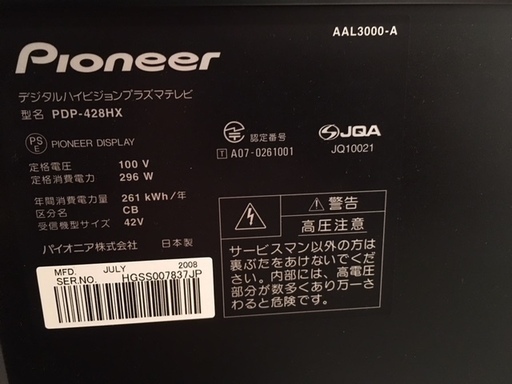 AAL3000-A
Pioneer
デジタルハイビジョンプラズマテレビ
型名 PDP-428HX
PS
E PIONEER DISPLAY
認定番号
T A07-0261001
JQA
JQ10021
定格電圧 100 V
定格消費電力 296 W
年間消費電力量 261 kWh/年
区分名 CB
受信機型サイズ 42V
パイオニア株式会社 日本製
MFD. JULY 2008
SER.NO. HGSS007837JP
警告
高圧注意
サービスマン以外の方は
裏ぶたをあけないでくだ
さい。内部には、高電圧
部分が数多くあり万一さ
わると危険です。